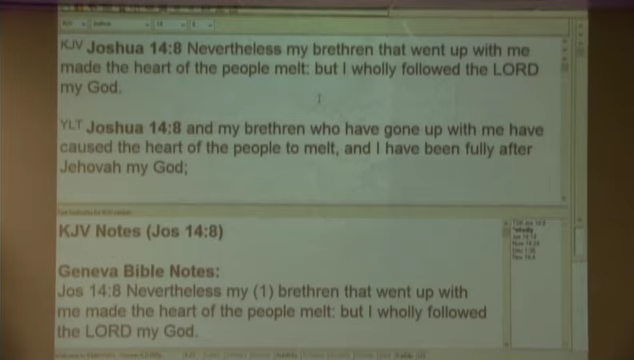 KJV Joshua 14:8 Nevertheless my brethren that went up with me
made the heart of the people melt: but I wholly followed the LORD
my God.
YLT Joshua 14:8 and my brethren who have gone up with me have
caused the heart of the people to melt, and I have been fully after
Jehovah my God;
KJV Notes (Jos 14:8)
Geneva Bible Notes:
Jos 14:8 Nevertheless my (1) brethren that went up with
me made the heart of the people melt: but I wholly followed
the LORD my God.